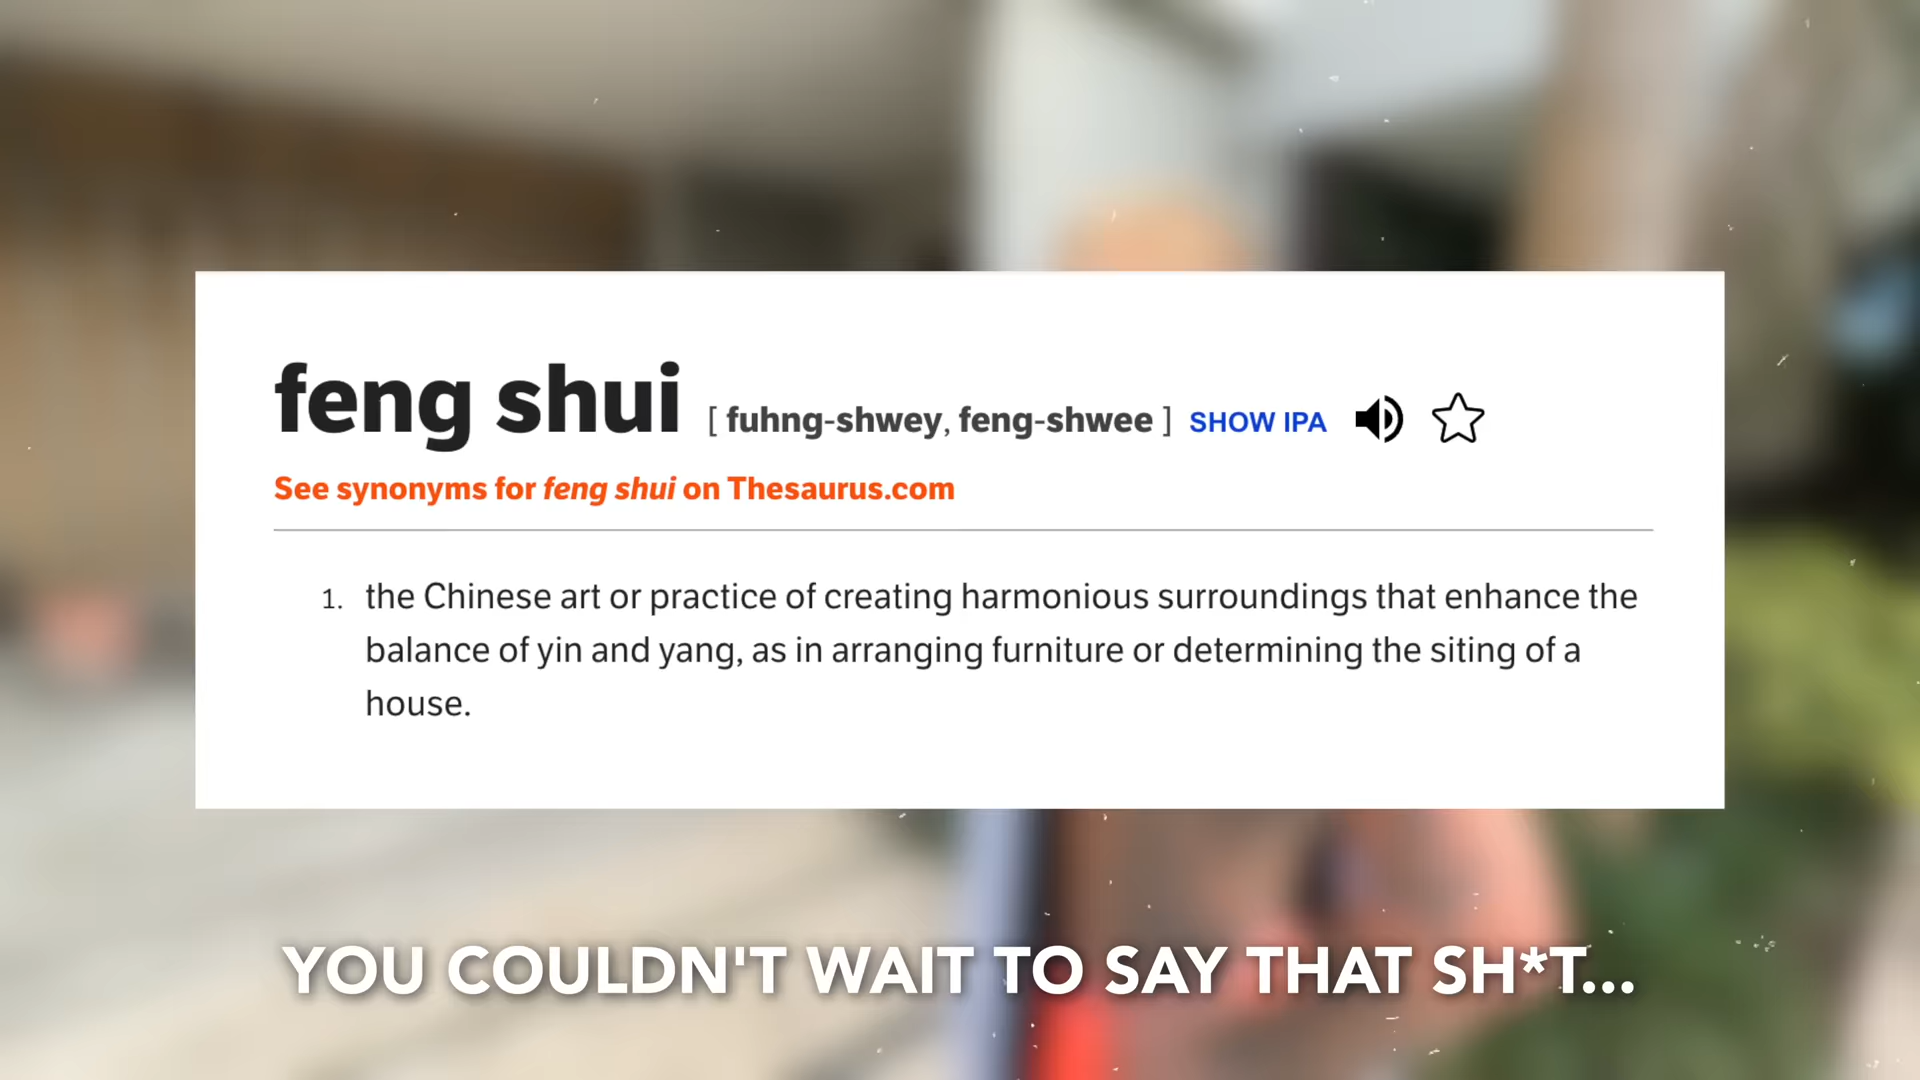 feng shui [ fuhng-shwey, feng-shwee ] SHOW IPA
See synonyms for feng shui on Thesaurus.com
1. the Chinese art or practice of creating harmonious surroundings that enhance the
balance of yin and yang, as in arranging furniture or determining the siting of a
house.
YOU COULDN'T WAIT TO SAY THAT SH*T...